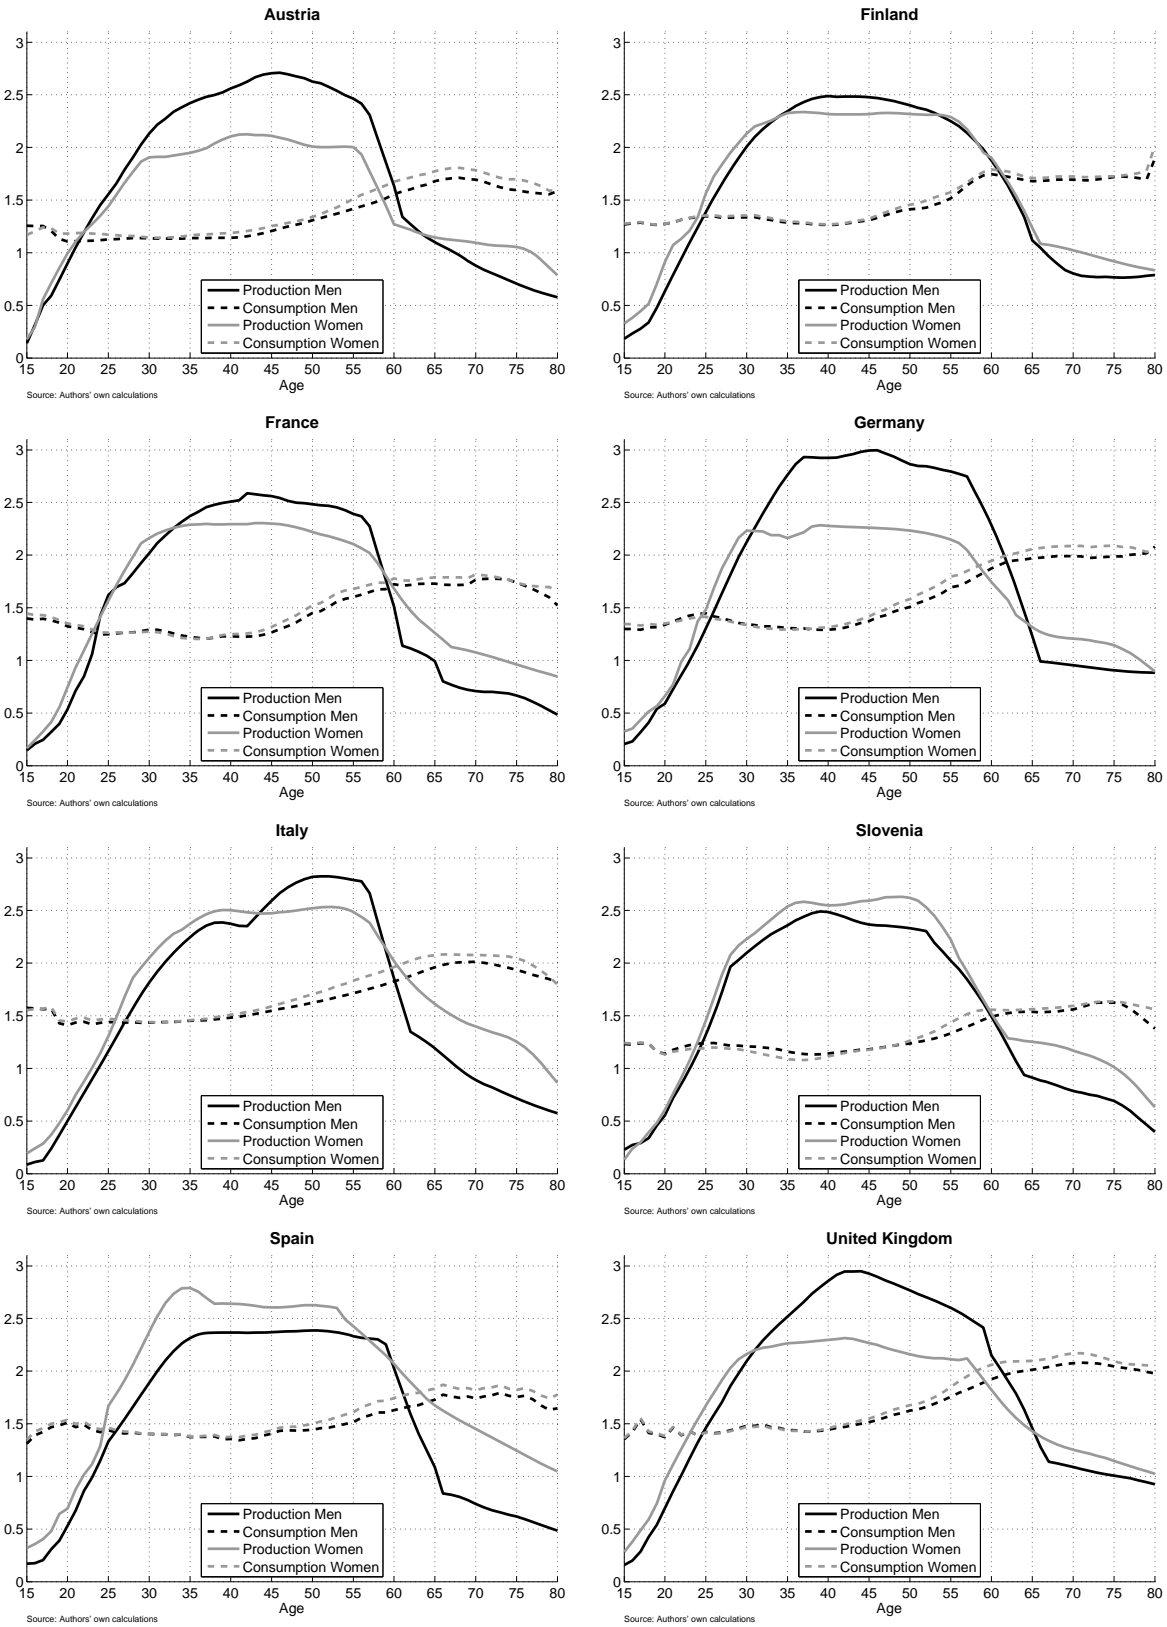 Austria
3
2.5
2
1.5
1
0.5
0
Production Men
Consumption Men
Production Women
Consumption Women
15 20 25 30 35 40 45 50 55 60 65 70 75 80
Age
Source: Authors' own calculations
Finland
3
2.5
2
1.5
1
0.5
0
Production Men
Consumption Men
Production Women
Consumption Women
15 20 25 30 35 40 45 50 55 60 65 70 75 80
Age
Source: Authors' own calculations
France
3
2.5
2
1.5
1
0.5
0
Production Men
Consumption Men
Production Women
Consumption Women
15 20 25 30 35 40 45 50 55 60 65 70 75 80
Age
Source: Authors' own calculations
Germany
3
2.5
2
1.5
1
0.5
0
Production Men
Consumption Men
Production Women
Consumption Women
15 20 25 30 35 40 45 50 55 60 65 70 75 80
Age
Source: Authors' own calculations
Italy
3
2.5
2
1.5
1
0.5
0
Production Men
Consumption Men
Production Women
Consumption Women
15 20 25 30 35 40 45 50 55 60 65 70 75 80
Age
Source: Authors' own calculations
Slovenia
3
2.5
2
1.5
1
0.5
0
Production Men
Consumption Men
Production Women
Consumption Women
15 20 25 30 35 40 45 50 55 60 65 70 75 80
Age
Source: Authors' own calculations
Spain
3
2.5
2
1.5
1
0.5
0
Production Men
Consumption Men
Production Women
Consumption Women
15 20 25 30 35 40 45 50 55 60 65 70 75 80
Age
Source: Authors' own calculations
United Kingdom
3
2.5
2
1.5
1
0.5
0
Production Men
Consumption Men
Production Women
Consumption Women
15 20 25 30 35 40 45 50 55 60 65 70 75 80
Age
Source: Authors' own calculations